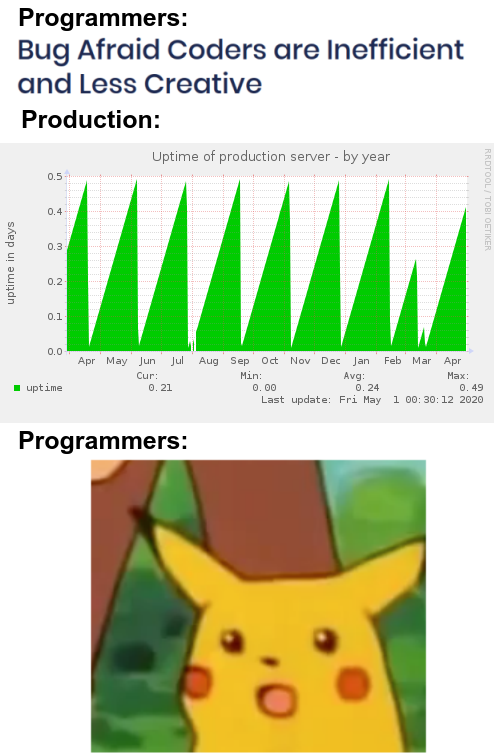 Programmers:
Bug Afraid Coders are Inefficient
and Less Creative
Production:
Uptime of production server - by year
RRDTOOL / TOBI OETIKER
uptime in days
0.5
0.4
0.3
0.2
0.1
0.0
Apr May Jun Jul Aug Sep Oct Nov Dec Jan Feb Mar Apr
Cur: Min: Avg: Max:
uptime 0.21 0.00 0.24 0.49
Last update: Fri May 1 00:30:12 2020
Programmers: